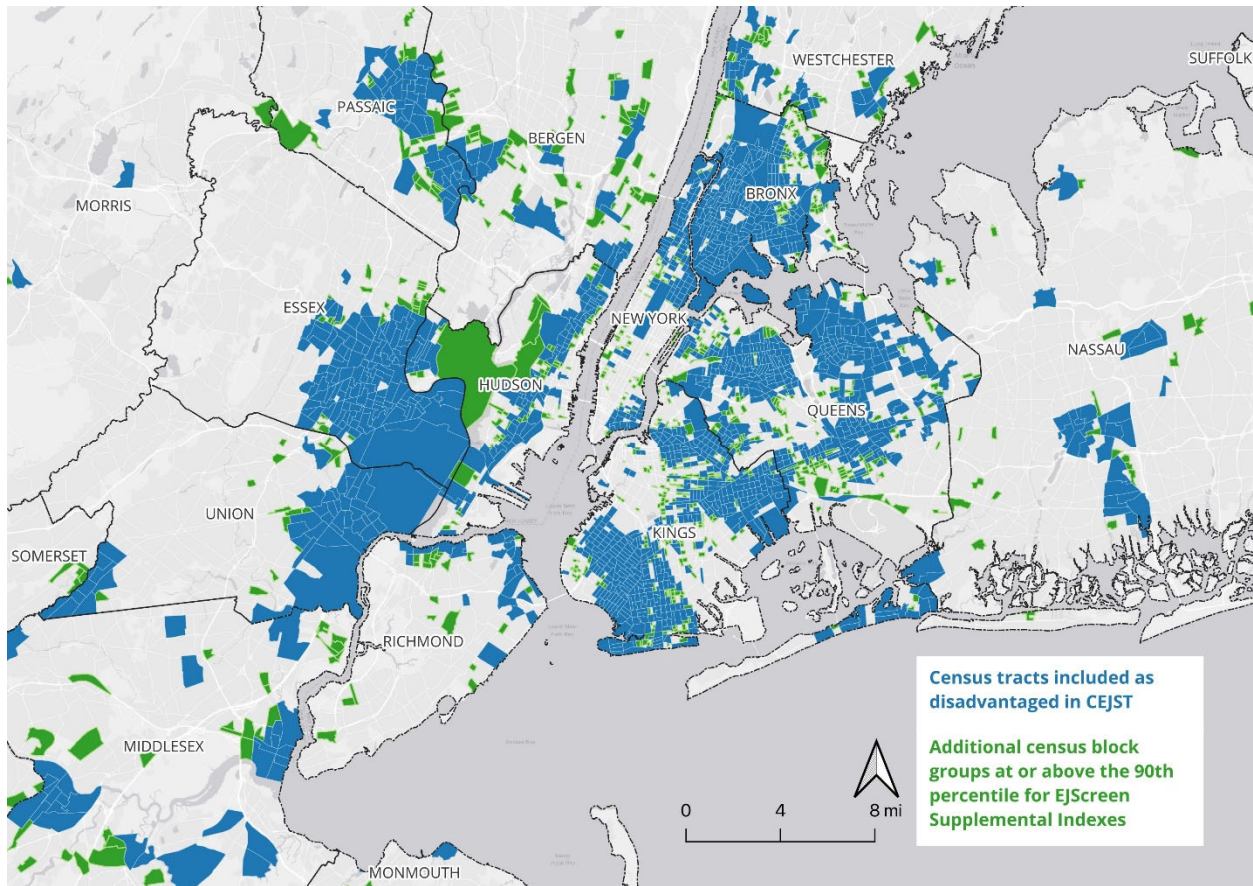 WESTCHESTER
SUFFOLK
PASSAIC
BERGEN
MORRIS
BRONX
ESSEX
NEW YORK
NASSAU
HUDSON
QUEENS
UNION
KINGS
SOMERSET
RICHMOND
MIDDLESEX
MONMOUTH
0 4 8 mi
Census tracts included as
disadvantaged in CEJST
Additional census block
groups at or above the 90th
percentile for EJScreen
Supplemental Indexes